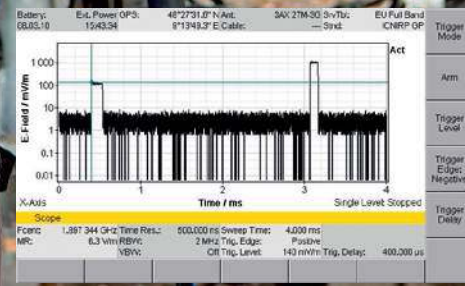 Battery: Ext. Power GPS: 48°27'31.8" N Ant: 3AX 27M-3G SrvTbl: EU Full Band
08.03.10 15:43:34 9°13'49.3" E Cable: --- Stnd: ICNIRP GP
Trigger Mode
Arm
Trigger Level
Trigger Edge: Negative
Trigger Delay
Act
E.Field / mV/m
1 000
100
10
1
0.1
0.01
0 1 2 3 4
X-Axis Time / ms Single Level: Stopped
Scope
Fcent: 1.897 344 GHz Time Res.: 500.000 ns Sweep Time: 4.000 ms
MR: 6.3 V/m RBW: 2 MHz Trig. Edge: Positive
VBW: Off Trig. Level: 140 mV/m Trig. Delay: 400.000 µs